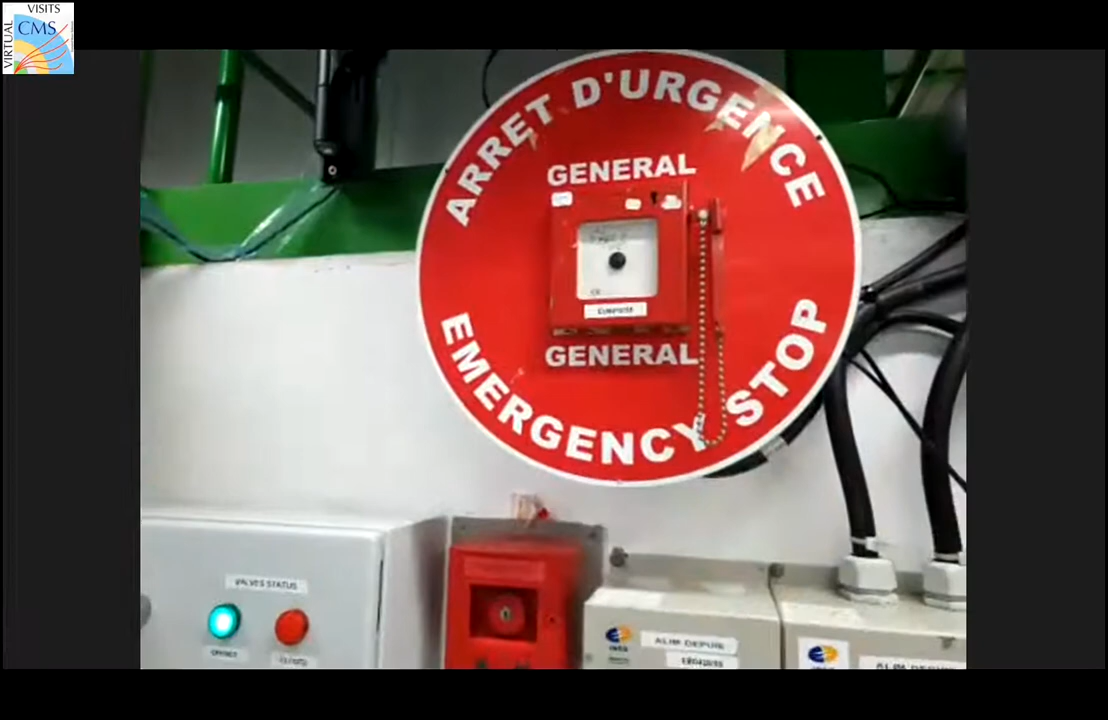 VISITS
VIRTUAL
CMS
ARRET D'URGENCE
GENERAL
GENERAL
EMERGENCY STOP
VALVES STATUS
ALIM DEPUIS